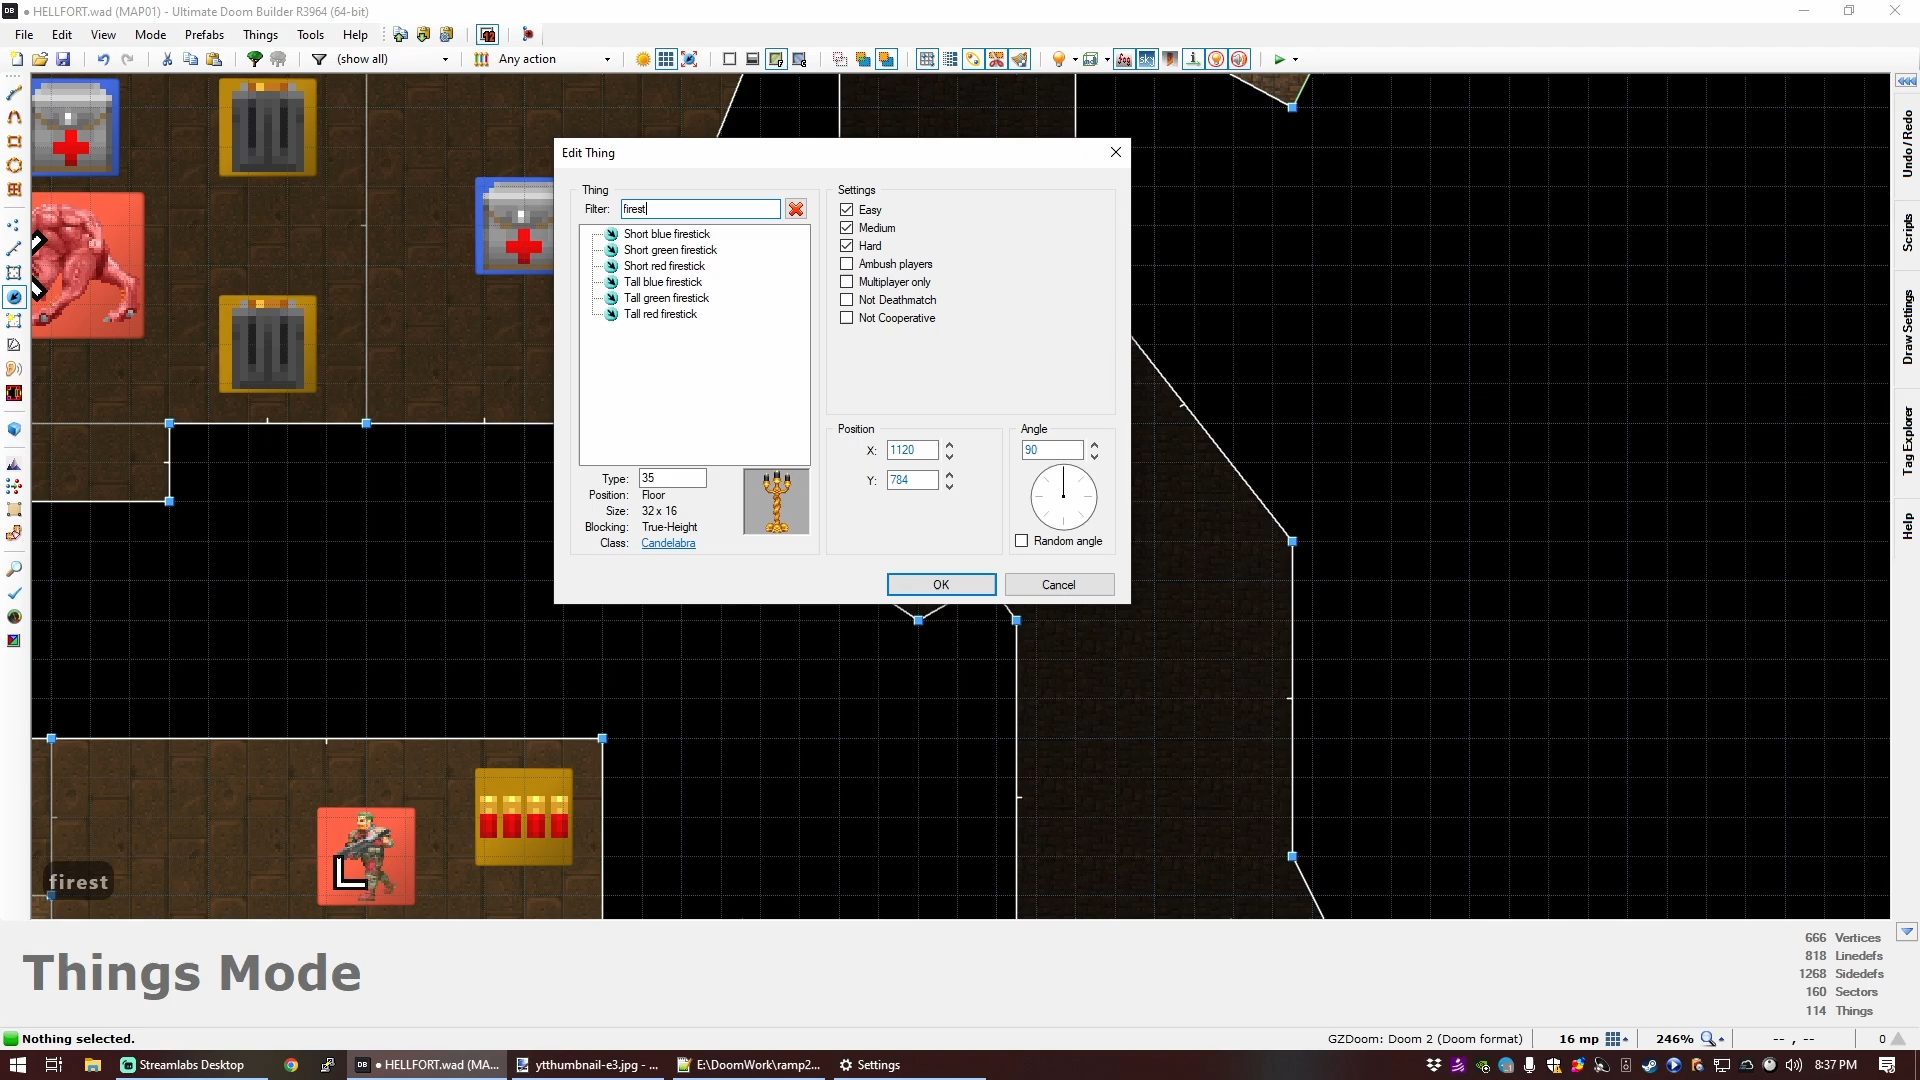 HELLFORT.wad (MAP01) - Ultimate Doom Builder R3964 (64-bit)
File Edit View Mode Prefabs Things Tools Help
(show all) Any action
Undo / Redo
Scripts
Draw Settings
Tag Explorer
Help
Edit Thing
Thing
Filter: firest
Short blue firestick
Short green firestick
Short red firestick
Tall blue firestick
Tall green firestick
Tall red firestick
Type: 35
Position: Floor
Size: 32 x 16
Blocking: True-Height
Class: Candelabra
Settings
Easy
Medium
Hard
Ambush players
Multiplayer only
Not Deathmatch
Not Cooperative
Position
X: 1120
Y: 784
Angle
90
Random angle
OK Cancel
firest
Things Mode
666 Vertices
818 Linedefs
1268 Sidedefs
160 Sectors
114 Things
Nothing selected.
GZDoom: Doom 2 (Doom format) 16 mp 246% -- , -- 0
Streamlabs Desktop
HELLFORT.wad (MA...
ytthumbnail-e3.jpg - ...
E:\DoomWork\ramp2...
Settings
8:37 PM